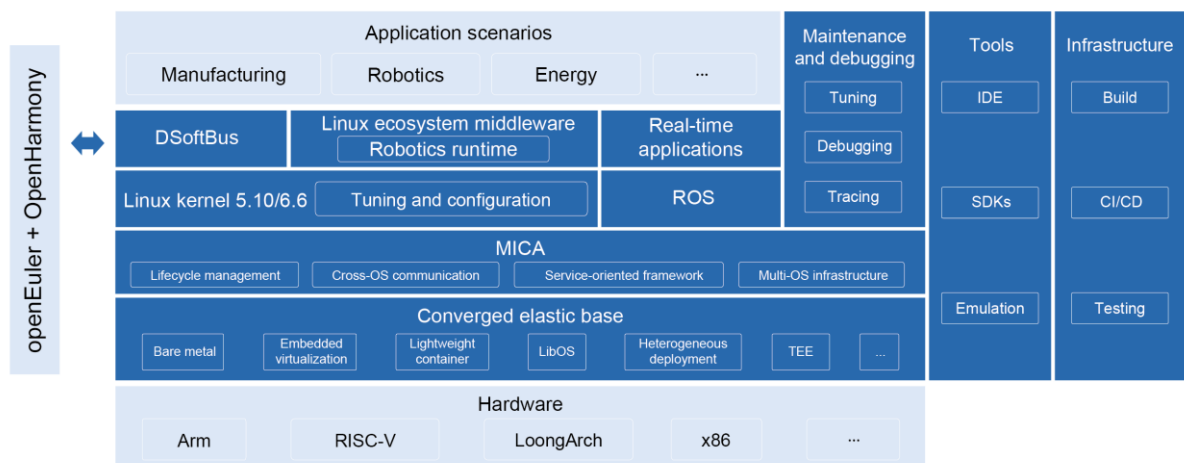 openEuler + OpenHarmony
Application scenarios
Manufacturing
Robotics
Energy
...
DSoftBus
Linux ecosystem middleware
Robotics runtime
Real-time
applications
Linux kernel 5.10/6.6
Tuning and configuration
ROS
Maintenance
and debugging
Tuning
Debugging
Tracing
MICA
Lifecycle management
Cross-OS communication
Service-oriented framework
Multi-OS infrastructure
Converged elastic base
Bare metal
Embedded
virtualization
Lightweight
container
LibOS
Heterogeneous
deployment
TEE
...
Tools
IDE
SDKs
Emulation
Infrastructure
Build
CI/CD
Testing
Hardware
Arm
RISC-V
LoongArch
x86
...